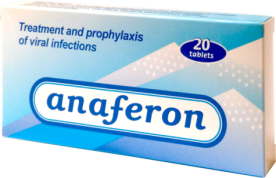 Treatment and prophylaxis
of viral infections
20
tablets
anaferon